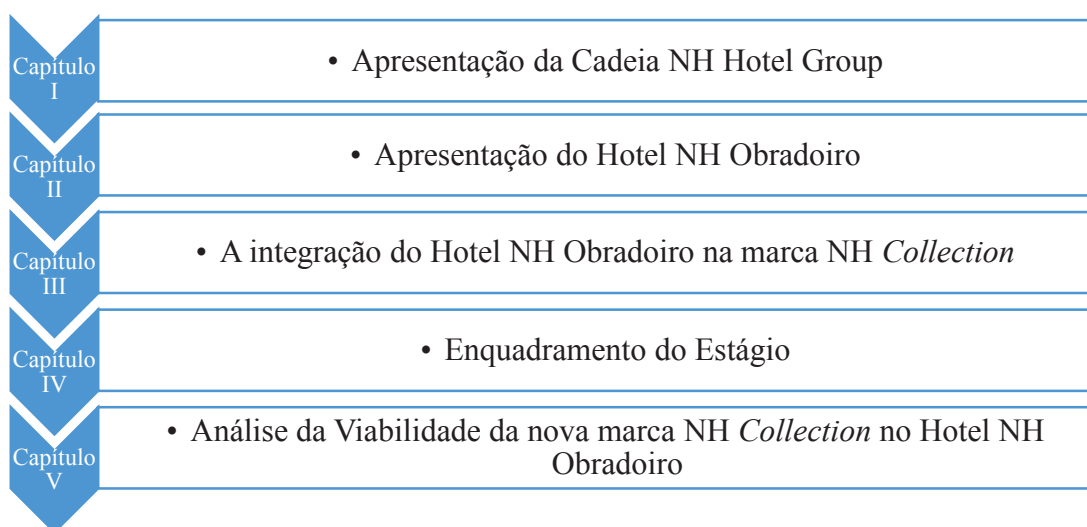 Capítulo
I
• Apresentação da Cadeia NH Hotel Group
Capítulo
II
• Apresentação do Hotel NH Obradoiro
Capítulo
III
• A integração do Hotel NH Obradoiro na marca NH Collection
Capítulo
IV
• Enquadramento do Estágio
Capítulo
V
• Análise da Viabilidade da nova marca NH Collection no Hotel NH
Obradoiro